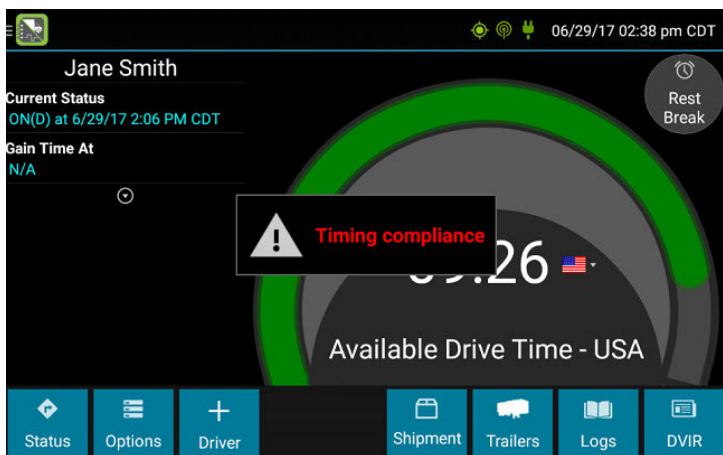 06/29/17 02:38 pm CDT
Jane Smith
Current Status
ON(D) at 6/29/17 2:06 PM CDT
Gain Time At
N/A
Rest
Break
Timing compliance
Available Drive Time - USA
Status
Options
Driver
Shipment
Trailers
Logs
DVIR